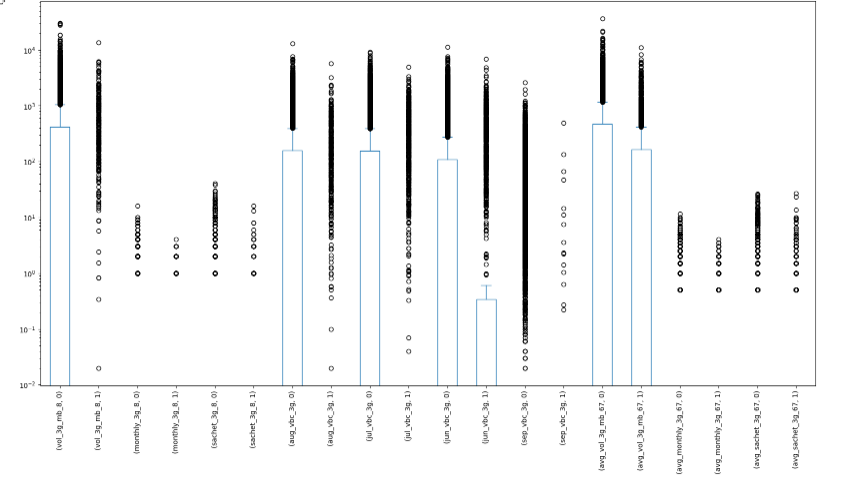 10⁴
10³
10²
10¹
10⁰
10⁻¹
10⁻²
(vol_3g_mb_8, 0)
(vol_3g_mb_8, 1)
(monthly_3g_8, 0)
(monthly_3g_8, 1)
(sachet_3g_8, 0)
(sachet_3g_8, 1)
(aug_vbc_3g, 0)
(aug_vbc_3g, 1)
(jul_vbc_3g, 0)
(jul_vbc_3g, 1)
(jun_vbc_3g, 0)
(jun_vbc_3g, 1)
(sep_vbc_3g, 0)
(sep_vbc_3g, 1)
(avg_vol_3g_mb_67, 0)
(avg_vol_3g_mb_67, 1)
(avg_monthly_3g_67, 0)
(avg_monthly_3g_67, 1)
(avg_sachet_3g_67, 0)
(avg_sachet_3g_67, 1)